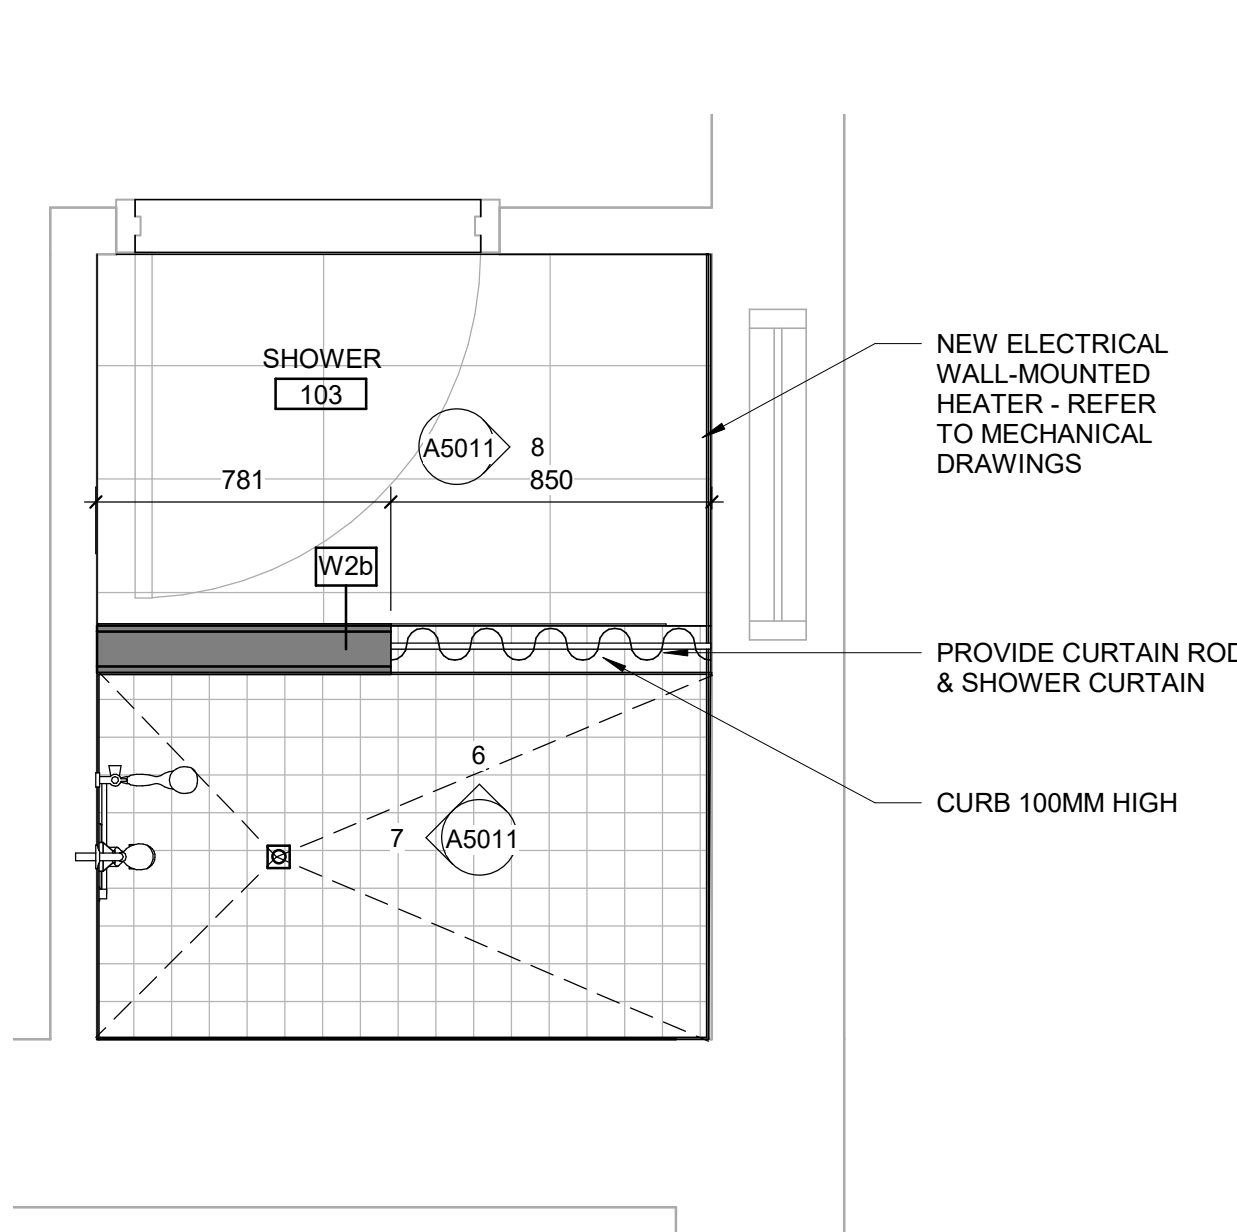 NEW ELECTRICAL
WALL-MOUNTED
HEATER - REFER
TO MECHANICAL
DRAWINGS
SHOWER
103
A5011
8
781
850
W2b
PROVIDE CURTAIN ROD
& SHOWER CURTAIN
6
7
A5011
CURB 100MM HIGH